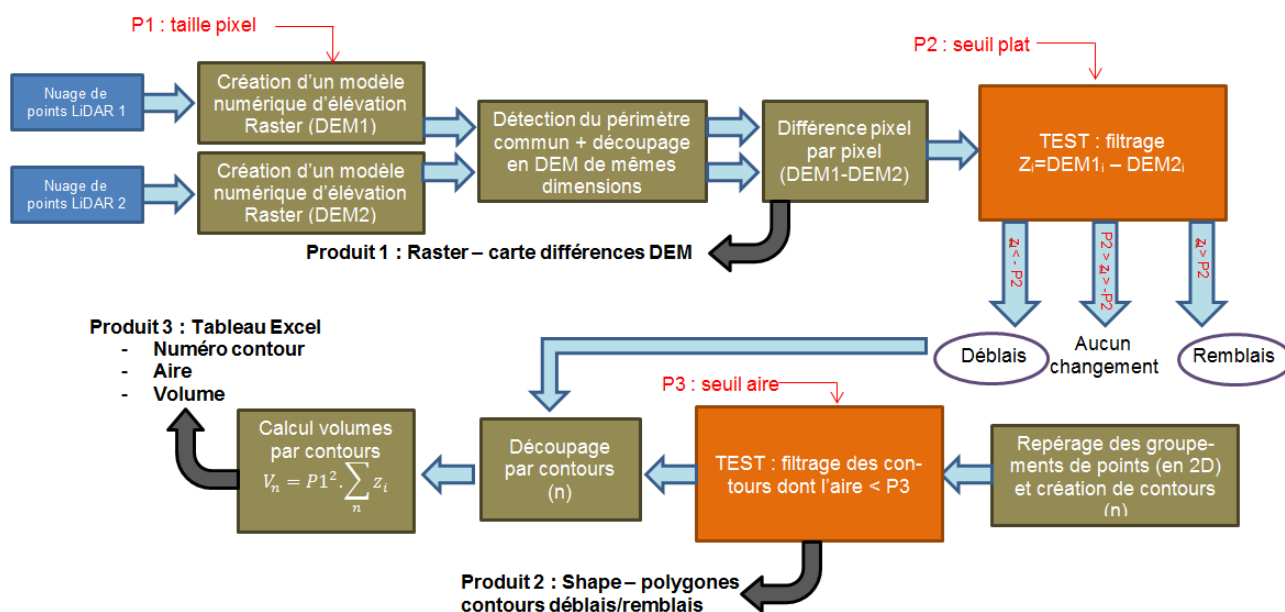 P1 : taille pixel
P2 : seuil plat
Nuage de
points LiDAR 1
Création d'un modèle
numérique d'élévation
Raster (DEM1)
Détection du périmètre
commun + découpage
en DEM de mêmes
dimensions
Différence pixel
par pixel
(DEM1-DEM2)
TEST : filtrage
Zᵢ=DEM1ᵢ – DEM2ᵢ
Nuage de
points LiDAR 2
Création d'un modèle
numérique d'élévation
Raster (DEM2)
Produit 1 : Raster – carte différences DEM
zᵢ < - P2
P2 > zᵢ > -P2
zᵢ > P2
Déblais
Aucun
changement
Remblais
Produit 3 : Tableau Excel
- Numéro contour
- Aire
- Volume
P3 : seuil aire
Calcul volumes
par contours
Vₙ = P1². ∑ₙ zᵢ
Découpage
par contours
(n)
TEST : filtrage des con-
tours dont l'aire < P3
Repérage des groupe-
ments de points (en 2D)
et création de contours
(n)
Produit 2 : Shape – polygones
contours déblais/remblais